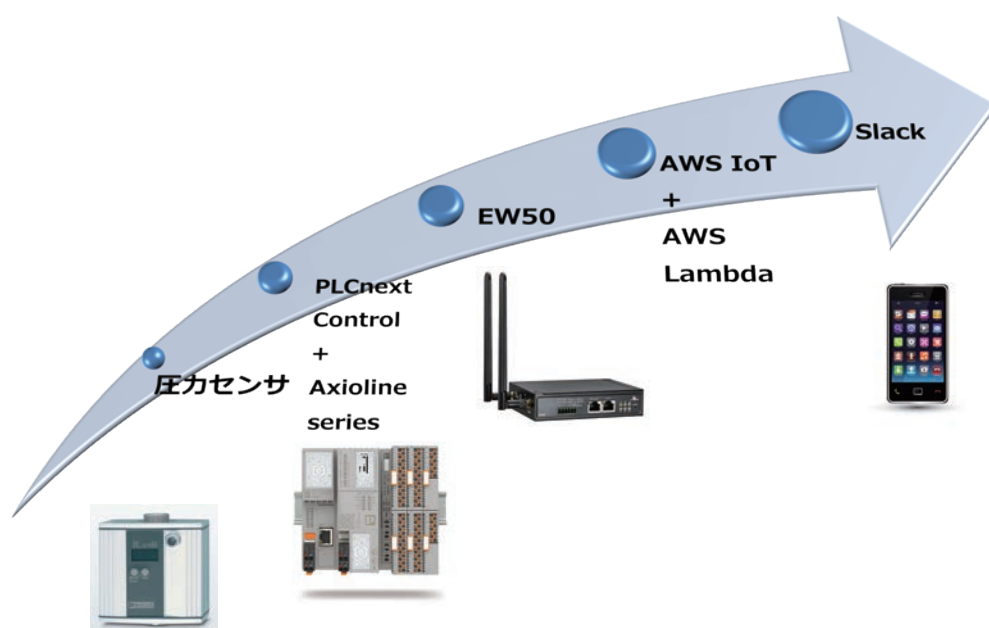 圧力センサ
PLCnext
Control
+
Axioline
series
EW50
AWS IoT
+
AWS
Lambda
Slack